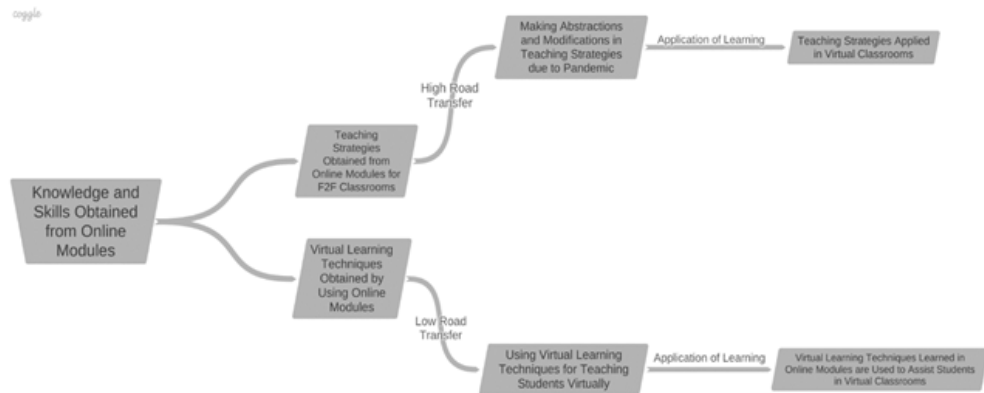 coggle
Making Abstractions
and Modifications in
Teaching Strategies
due to Pandemic
Application of Learning
Teaching Strategies Applied
in Virtual Classrooms
High Road
Transfer
Teaching
Strategies
Obtained from
Online Modules for
F2F Classrooms
Knowledge and
Skills Obtained
from Online
Modules
Virtual Learning
Techniques
Obtained by
Using Online
Modules
Low Road
Transfer
Using Virtual Learning
Techniques for Teaching
Students Virtually
Application of Learning
Virtual Learning Techniques Learned in
Online Modules are Used to Assist Students
in Virtual Classrooms